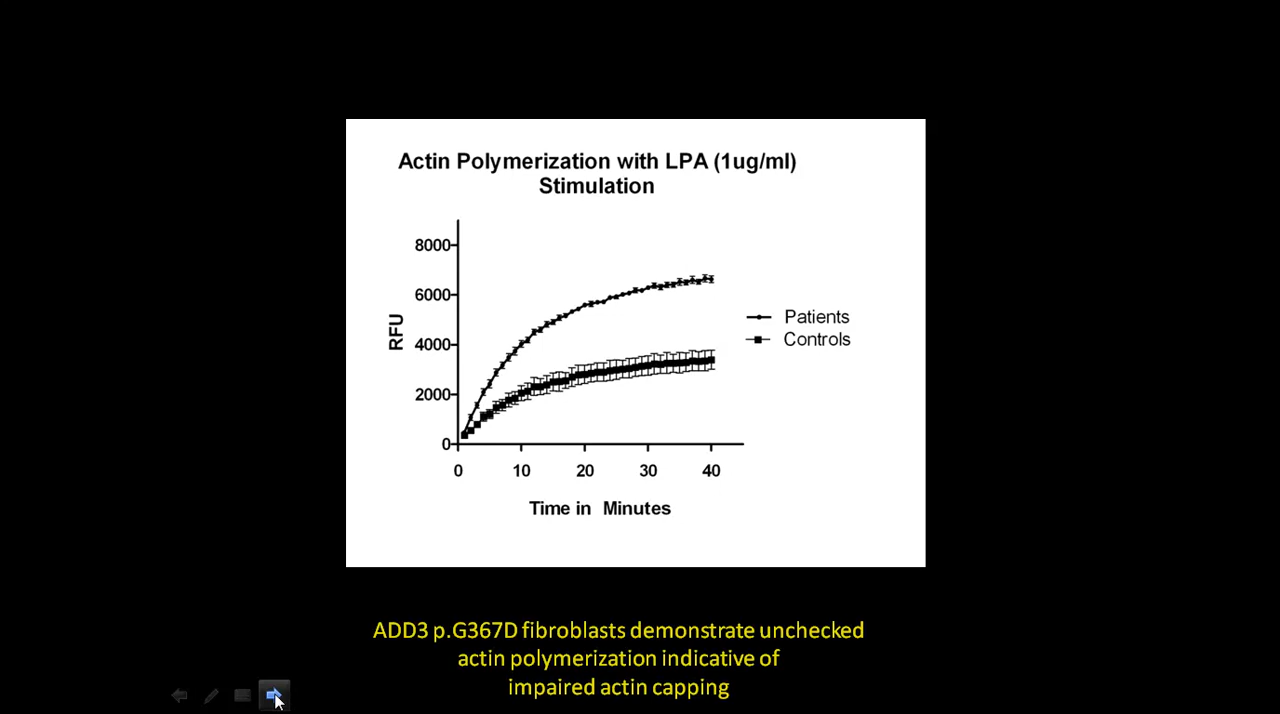 Actin Polymerization with LPA (1ug/ml)
Stimulation
8000
6000
4000
2000
0
RFU
0 10 20 30 40
Time in Minutes
Patients
Controls
ADD3 p.G367D fibroblasts demonstrate unchecked
actin polymerization indicative of
impaired actin capping